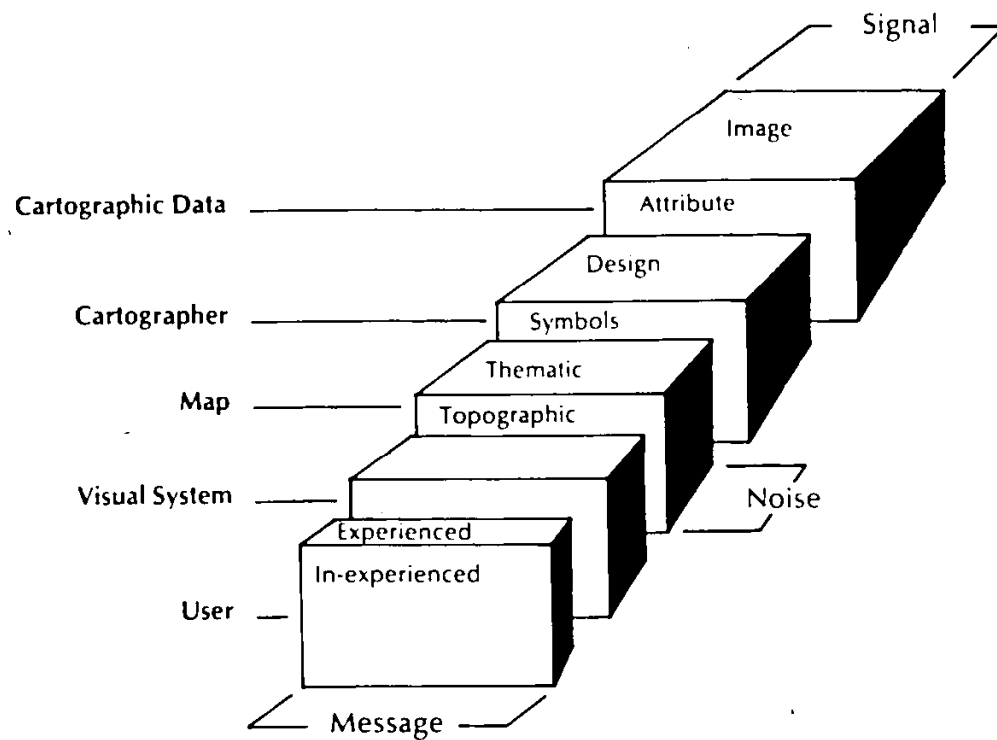 Signal
Image
Cartographic Data
Attribute
Design
Cartographer
Symbols
Thematic
Map
Topographic
Visual System
Noise
Experienced
In-experienced
User
Message